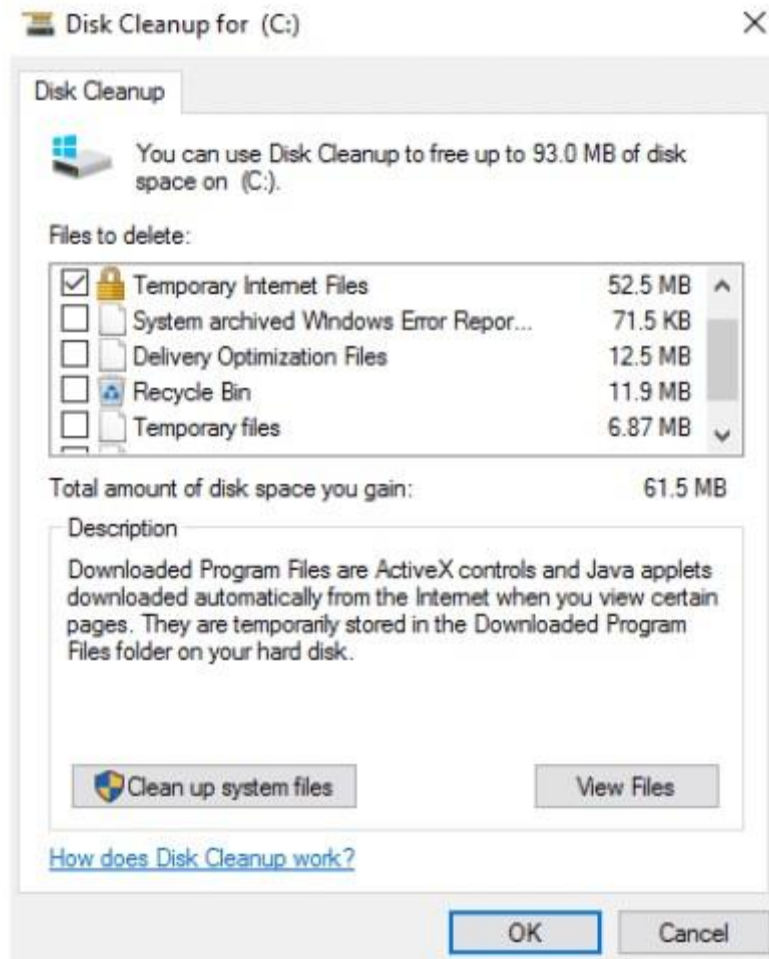 Disk Cleanup for (C:)
Disk Cleanup
You can use Disk Cleanup to free up to 93.0 MB of disk
space on (C:).
Files to delete:
Temporary Internet Files 52.5 MB
System archived Windows Error Repor... 71.5 KB
Delivery Optimization Files 12.5 MB
Recycle Bin 11.9 MB
Temporary files 6.87 MB
Total amount of disk space you gain: 61.5 MB
Description
Downloaded Program Files are ActiveX controls and Java applets
downloaded automatically from the Internet when you view certain
pages. They are temporarily stored in the Downloaded Program
Files folder on your hard disk.
Clean up system files View Files
How does Disk Cleanup work?
OK Cancel